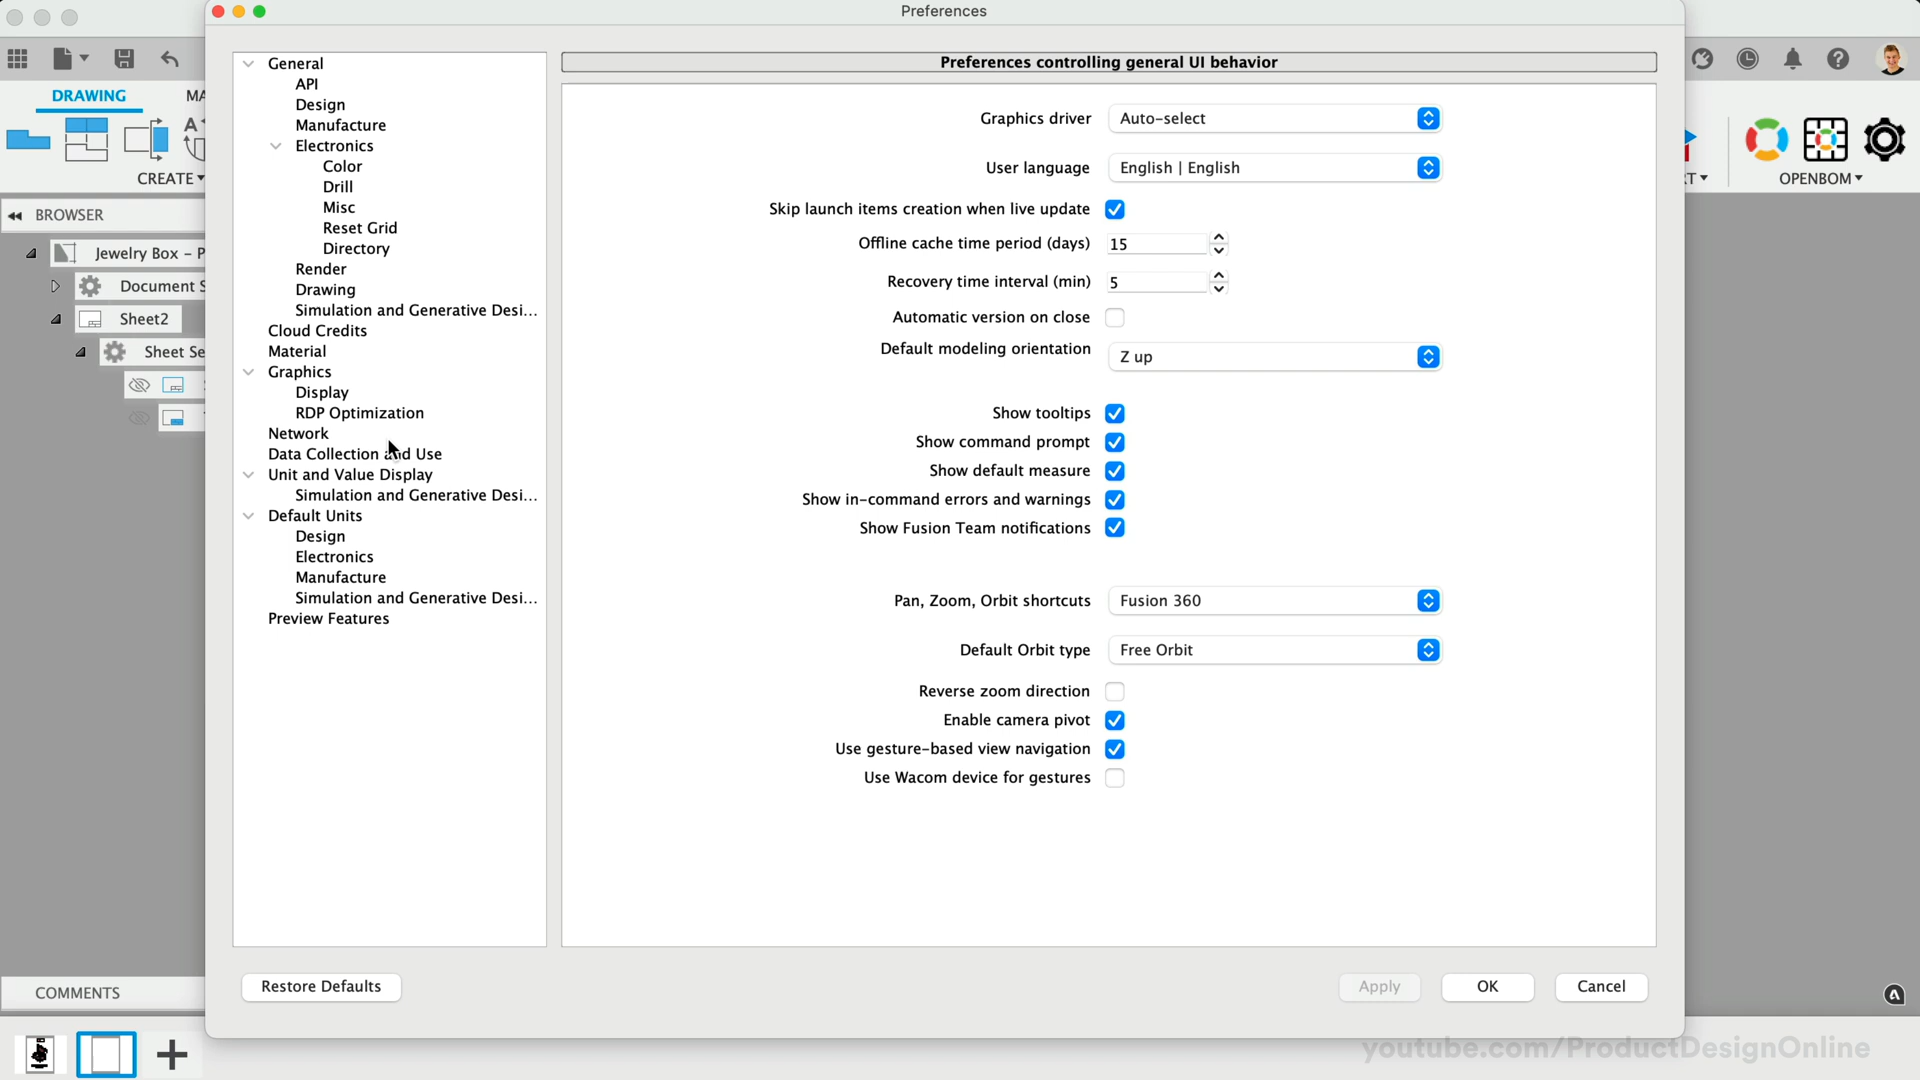 Preferences
DRAWING
MA
CREATE
RT
OPENBOM
BROWSER
Jewelry Box - P
Document S
Sheet2
Sheet Se
General
API
Design
Manufacture
Electronics
Color
Drill
Misc
Reset Grid
Directory
Render
Drawing
Simulation and Generative Desi...
Cloud Credits
Material
Graphics
Display
RDP Optimization
Network
Data Collection and Use
Unit and Value Display
Simulation and Generative Desi...
Default Units
Design
Electronics
Manufacture
Simulation and Generative Desi...
Preview Features
Preferences controlling general UI behavior
Graphics driver Auto-select
User language English | English
Skip launch items creation when live update
Offline cache time period (days) 15
Recovery time interval (min) 5
Automatic version on close
Default modeling orientation Z up
Show tooltips
Show command prompt
Show default measure
Show in-command errors and warnings
Show Fusion Team notifications
Pan, Zoom, Orbit shortcuts Fusion 360
Default Orbit type Free Orbit
Reverse zoom direction
Enable camera pivot
Use gesture-based view navigation
Use Wacom device for gestures
Restore Defaults
Apply OK Cancel
COMMENTS
youtube.com/ProductDesignOnline